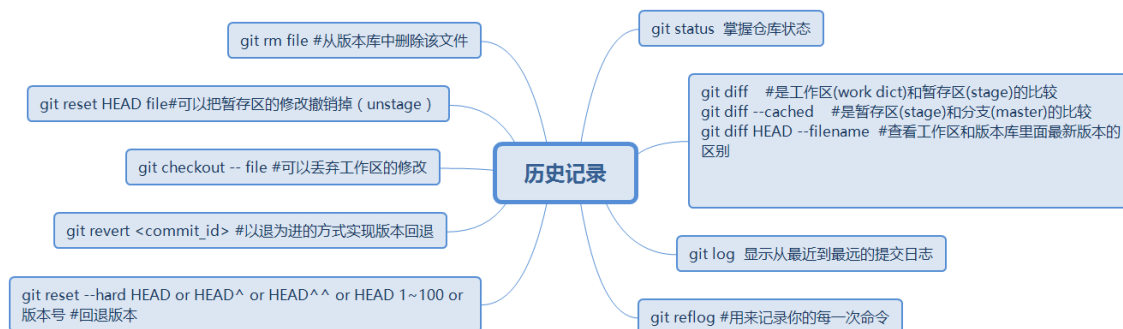 git rm file #从版本库中删除该文件
git reset HEAD file#可以把暂存区的修改撤销掉（unstage）
git checkout -- file #可以丢弃工作区的修改
git revert <commit_id> #以退为进的方式实现版本回退
git reset --hard HEAD or HEAD^ or HEAD^^ or HEAD 1~100 or
版本号 #回退版本
历史记录
git status 掌握仓库状态
git diff #是工作区(work dict)和暂存区(stage)的比较
git diff --cached #是暂存区(stage)和分支(master)的比较
git diff HEAD --filename #查看工作区和版本库里面最新版本的
区别
git log 显示从最近到最远的提交日志
git reflog #用来记录你的每一次命令